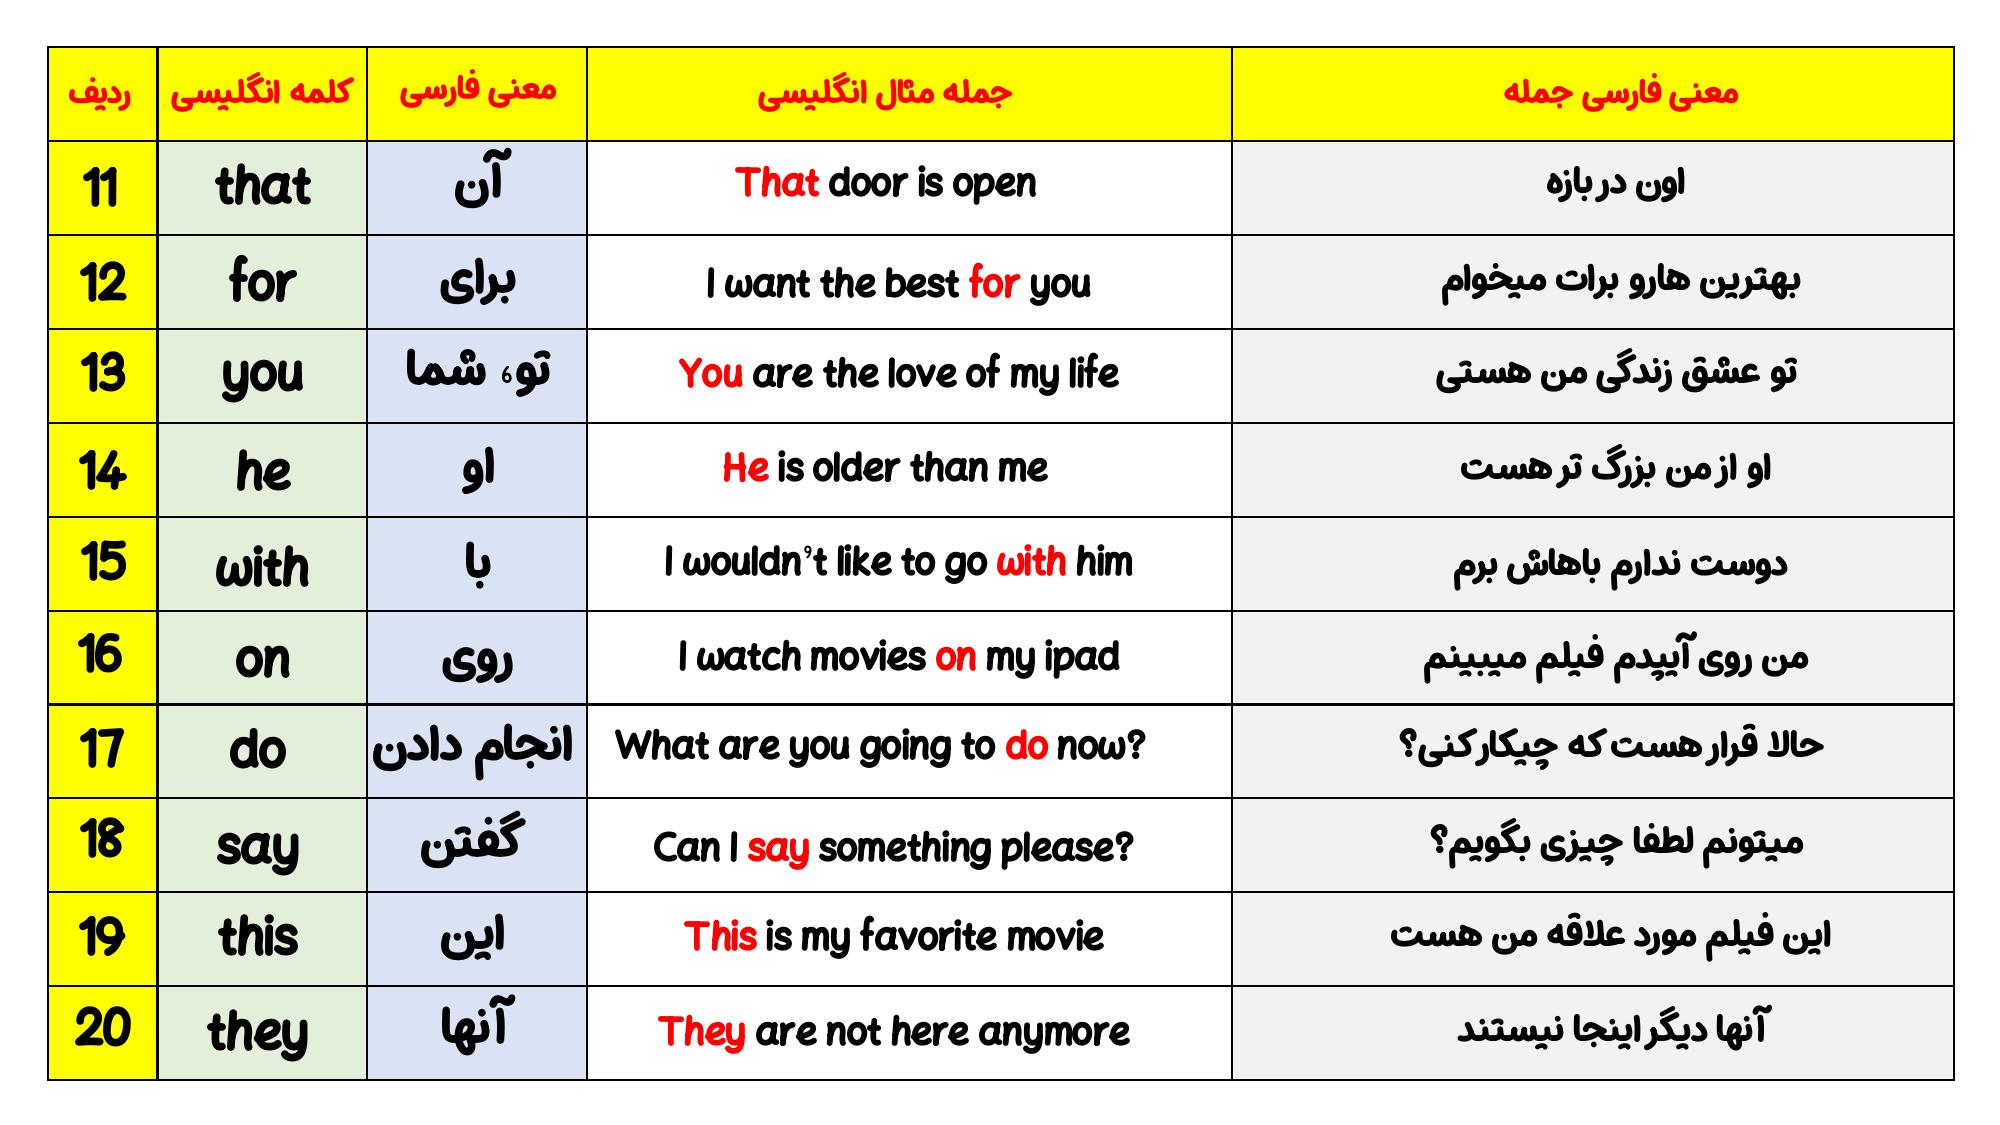 ردیف کلمه انگلیسی معنی فارسی جمله مثال انگلیسی معنی فارسی جمله
11 that آن That door is open اون در بازه
12 for برای I want the best for you بهترین هارو برات میخوام
13 you تو، شما You are the love of my life تو عشق زندگی من هستی
14 he او He is older than me او از من بزرگ تر هست
15 with با I wouldn't like to go with him دوست ندارم باهاش برم
16 on روی I watch movies on my ipad من روی آیپدم فیلم میبینم
17 do انجام دادن What are you going to do now? حالا قرار هست که چیکار کنی؟
18 say گفتن Can I say something please? میتونم لطفا چیزی بگویم؟
19 this این This is my favorite movie این فیلم مورد علاقه من هست
20 they آنها They are not here anymore آنها دیگر اینجا نیستند